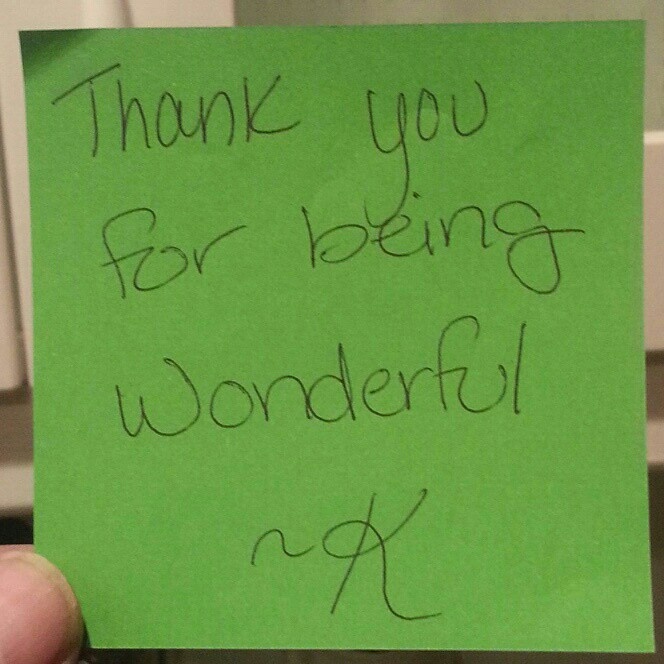 Thank you
for being
Wonderful
~K